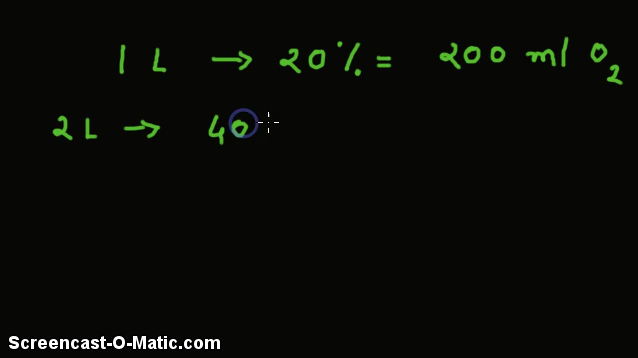 1 L → 20% = 200 ml O₂
2 L → 40
Screencast-O-Matic.com